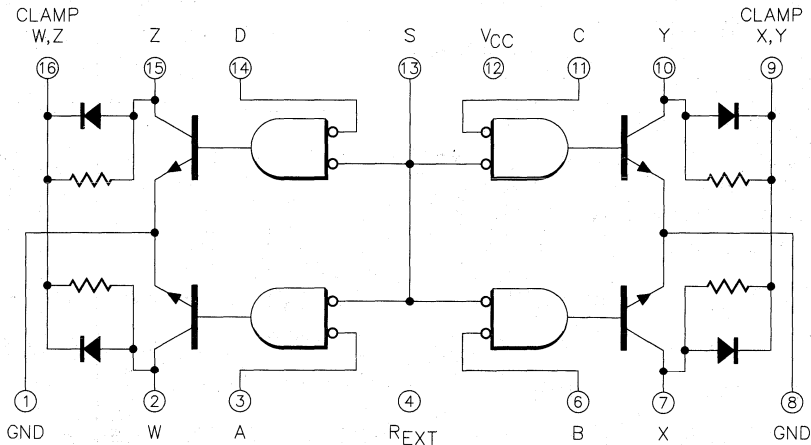 CLAMP
W,Z Z D S VCC C Y CLAMP
X,Y
16 15 14 13 12 11 10 9
1 2 3 4 6 7 8
GND W A REXT B X GND